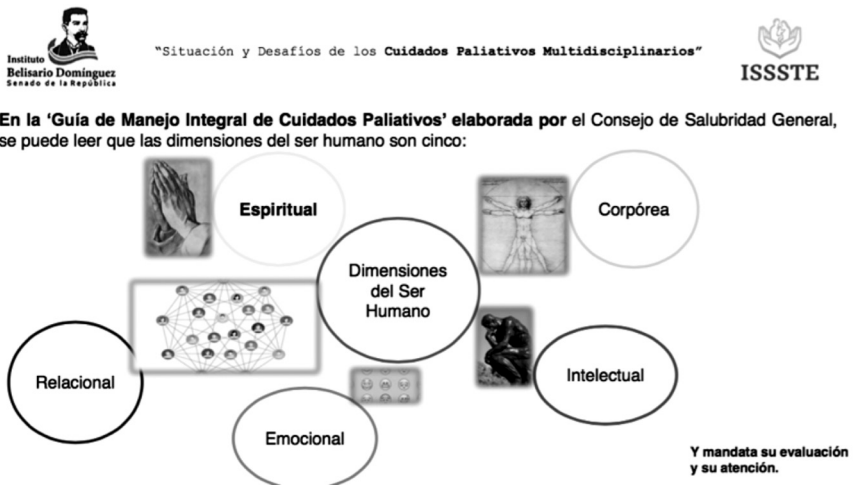 Instituto
Belisario Domínguez
Senado de la República
“Situación y Desafíos de los Cuidados Paliativos Multidisciplinarios”
ISSSTE
En la ‘Guía de Manejo Integral de Cuidados Paliativos’ elaborada por el Consejo de Salubridad General,
se puede leer que las dimensiones del ser humano son cinco:
Espiritual
Corpórea
Dimensiones
del Ser
Humano
Relacional
Intelectual
Emocional
Y mandata su evaluación
y su atención.